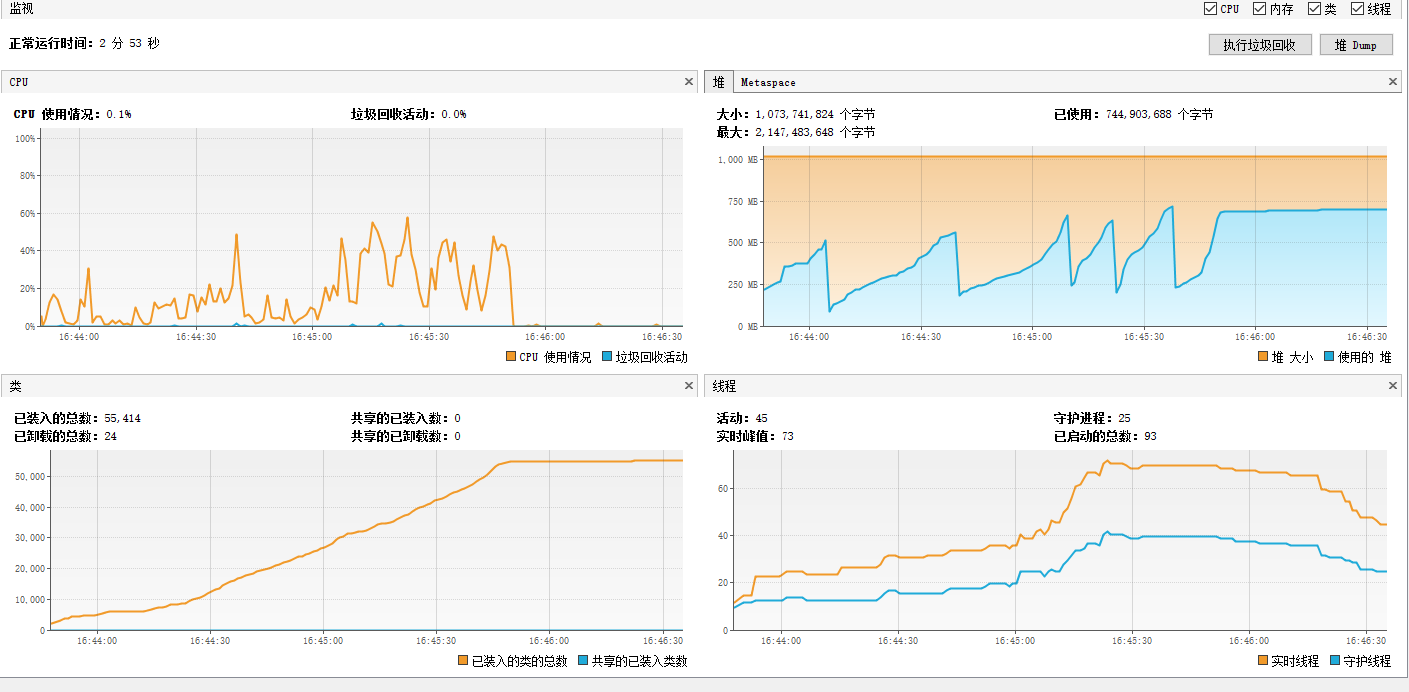 监视
CPU 内存 类 线程
正常运行时间: 2 分 53 秒
执行垃圾回收 堆 Dump
CPU
CPU 使用情况: 0.1% 垃圾回收活动: 0.0%
100%
80%
60%
40%
20%
0%
16:44:00 16:44:30 16:45:00 16:45:30 16:46:00 16:46:30
CPU 使用情况 垃圾回收活动
堆 Metaspace
大小: 1,073,741,824 个字节 已使用: 744,903,688 个字节
最大: 2,147,483,648 个字节
1,000 MB
750 MB
500 MB
250 MB
0 MB
16:44:00 16:44:30 16:45:00 16:45:30 16:46:00 16:46:30
堆 大小 使用的 堆
类
已装入的总数: 55,414 共享的已装入数: 0
已卸载的总数: 24 共享的已卸载数: 0
50,000
40,000
30,000
20,000
10,000
0
16:44:00 16:44:30 16:45:00 16:45:30 16:46:00 16:46:30
已装入的类的总数 共享的已装入类数
线程
活动: 45 守护进程: 25
实时峰值: 73 已启动的总数: 93
60
40
20
0
16:44:00 16:44:30 16:45:00 16:45:30 16:46:00 16:46:30
实时线程 守护线程